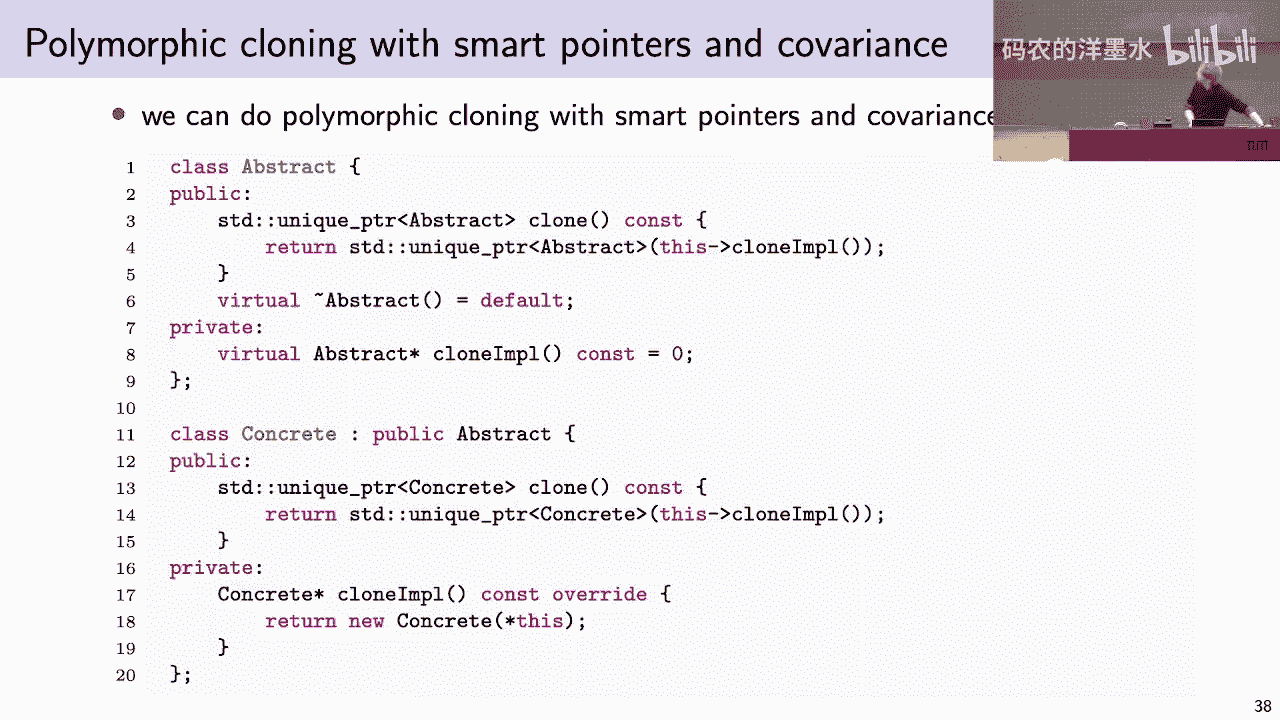 Polymorphic cloning with smart pointers and covariance
码农的洋墨水 bilibili
we can do polymorphic cloning with smart pointers and covariance
1 class Abstract {
2 public:
3 std::unique_ptr<Abstract> clone() const {
4 return std::unique_ptr<Abstract>(this->cloneImpl());
5 }
6 virtual ~Abstract() = default;
7 private:
8 virtual Abstract* cloneImpl() const = 0;
9 };
10
11 class Concrete : public Abstract {
12 public:
13 std::unique_ptr<Concrete> clone() const {
14 return std::unique_ptr<Concrete>(this->cloneImpl());
15 }
16 private:
17 Concrete* cloneImpl() const override {
18 return new Concrete(*this);
19 }
20 };
38